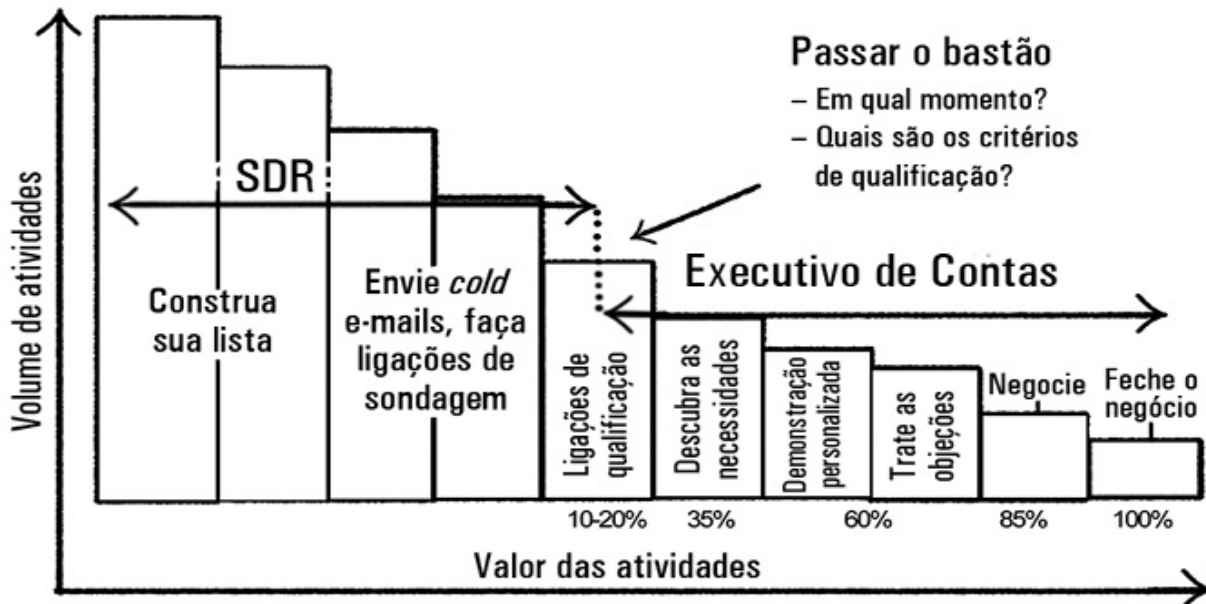 Passar o bastão
– Em qual momento?
– Quais são os critérios
de qualificação?
SDR
Executivo de Contas
Volume de atividades
Construa
sua lista
Envie cold
e-mails, faça
ligações de
sondagem
Ligações de
qualificação
Descubra as
necessidades
Demonstração
personalizada
Trate as
objeções
Negocie
Feche o
negócio
10-20%
35%
60%
85%
100%
Valor das atividades